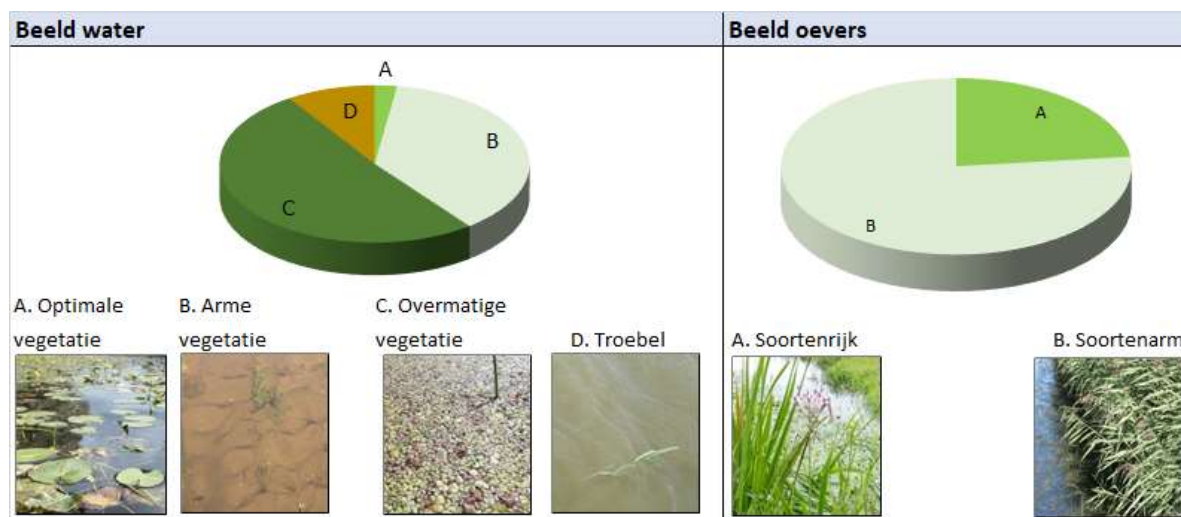 Beeld water
A
B
C
D
A. Optimale
vegetatie
B. Arme
vegetatie
C. Overmatige
vegetatie
D. Troebel
Beeld oevers
A
B
A. Soortenrijk
B. Soortenarm